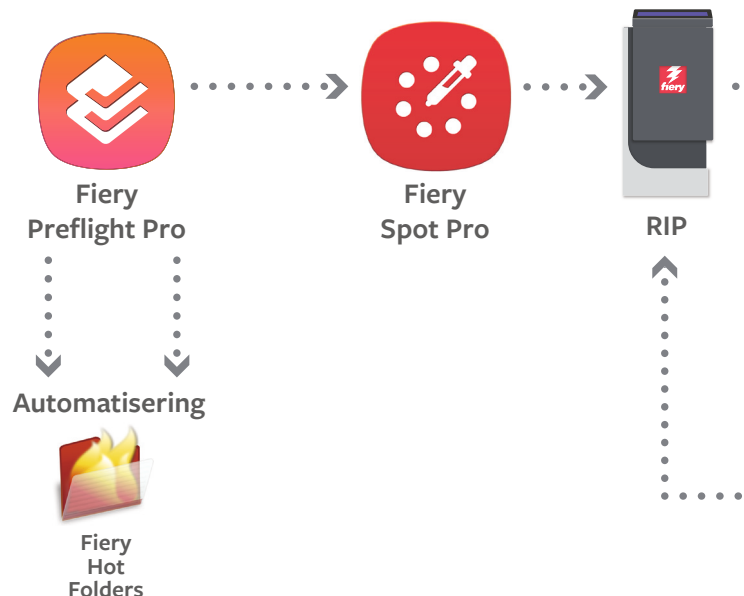 Fiery
Preflight Pro
Fiery
Spot Pro
fiery
RIP
Automatisering
Fiery
Hot
Folders